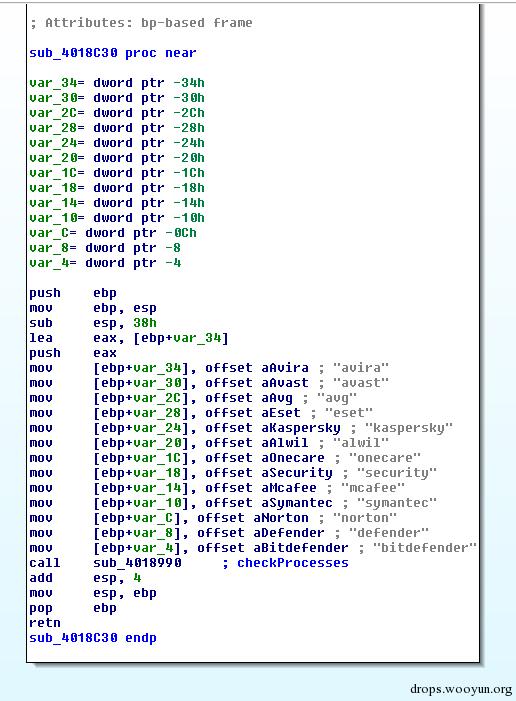 ; Attributes: bp-based frame
sub_4018C30 proc near
var_34= dword ptr -34h
var_30= dword ptr -30h
var_2C= dword ptr -2Ch
var_28= dword ptr -28h
var_24= dword ptr -24h
var_20= dword ptr -20h
var_1C= dword ptr -1Ch
var_18= dword ptr -18h
var_14= dword ptr -14h
var_10= dword ptr -10h
var_C= dword ptr -0Ch
var_8= dword ptr -8
var_4= dword ptr -4
push ebp
mov ebp, esp
sub esp, 38h
lea eax, [ebp+var_34]
push eax
mov [ebp+var_34], offset aAvira ; "avira"
mov [ebp+var_30], offset aAvast ; "avast"
mov [ebp+var_2C], offset aAvg ; "avg"
mov [ebp+var_28], offset aEset ; "eset"
mov [ebp+var_24], offset aKaspersky ; "kaspersky"
mov [ebp+var_20], offset aAlwil ; "alwil"
mov [ebp+var_1C], offset aOnecare ; "onecare"
mov [ebp+var_18], offset aSecurity ; "security"
mov [ebp+var_14], offset aMcafee ; "mcafee"
mov [ebp+var_10], offset aSymantec ; "symantec"
mov [ebp+var_C], offset aNorton ; "norton"
mov [ebp+var_8], offset aDefender ; "defender"
mov [ebp+var_4], offset aBitdefender ; "bitdefender"
call sub_4018990 ; checkProcesses
add esp, 4
mov esp, ebp
pop ebp
retn
sub_4018C30 endp
drops.wooyun.org